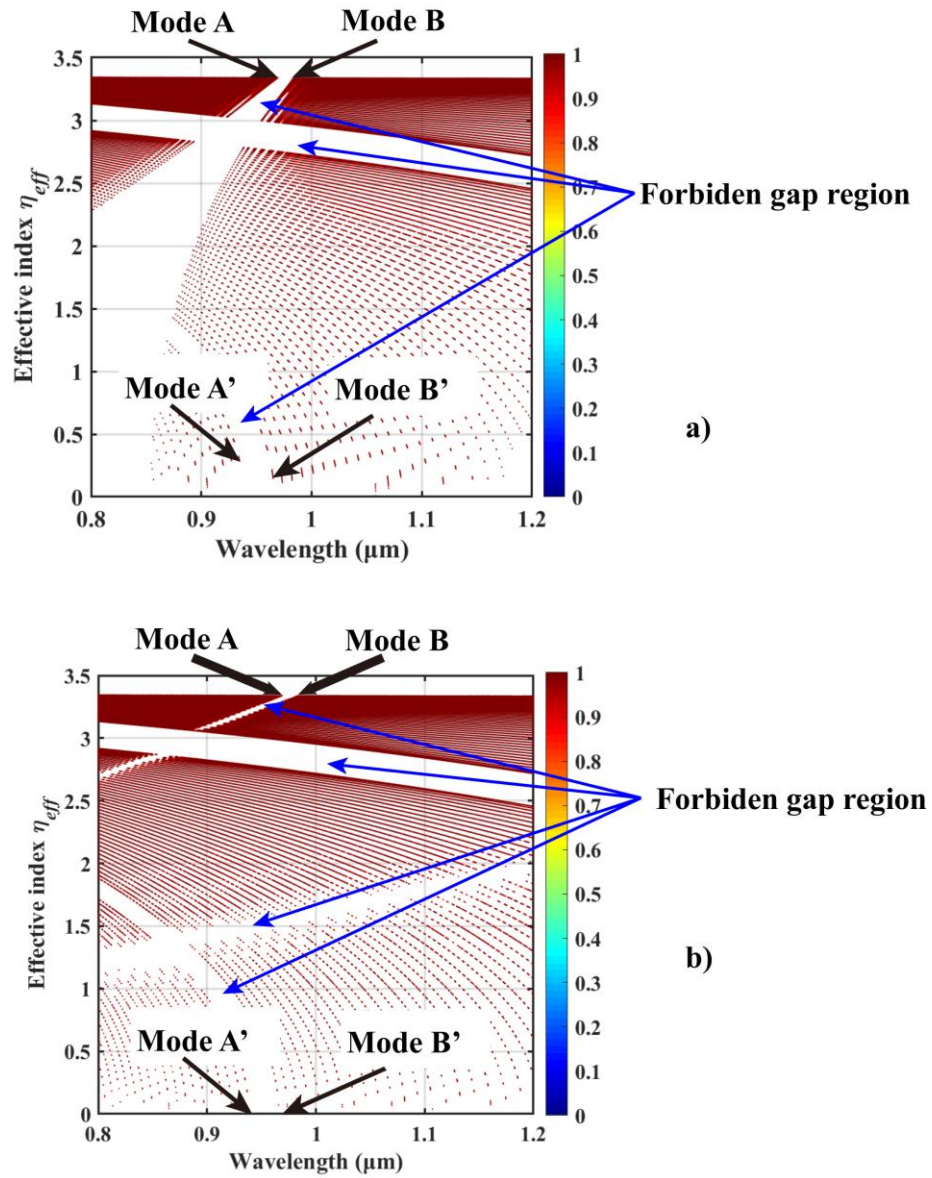 Mode A Mode B
3.5
3
2.5
2
1.5
1
0.5
0
Effective index ηeff
0.8 0.9 1 1.1 1.2
Wavelength (μm)
1
0.9
0.8
0.7
0.6
0.5
0.4
0.3
0.2
0.1
0
Forbiden gap region
Mode A’ Mode B’
a)
Mode A Mode B
3.5
3
2.5
2
1.5
1
0.5
0
Effective index ηeff
0.8 0.9 1 1.1 1.2
Wavelength (μm)
1
0.9
0.8
0.7
0.6
0.5
0.4
0.3
0.2
0.1
0
Forbiden gap region
Mode A’ Mode B’
b)